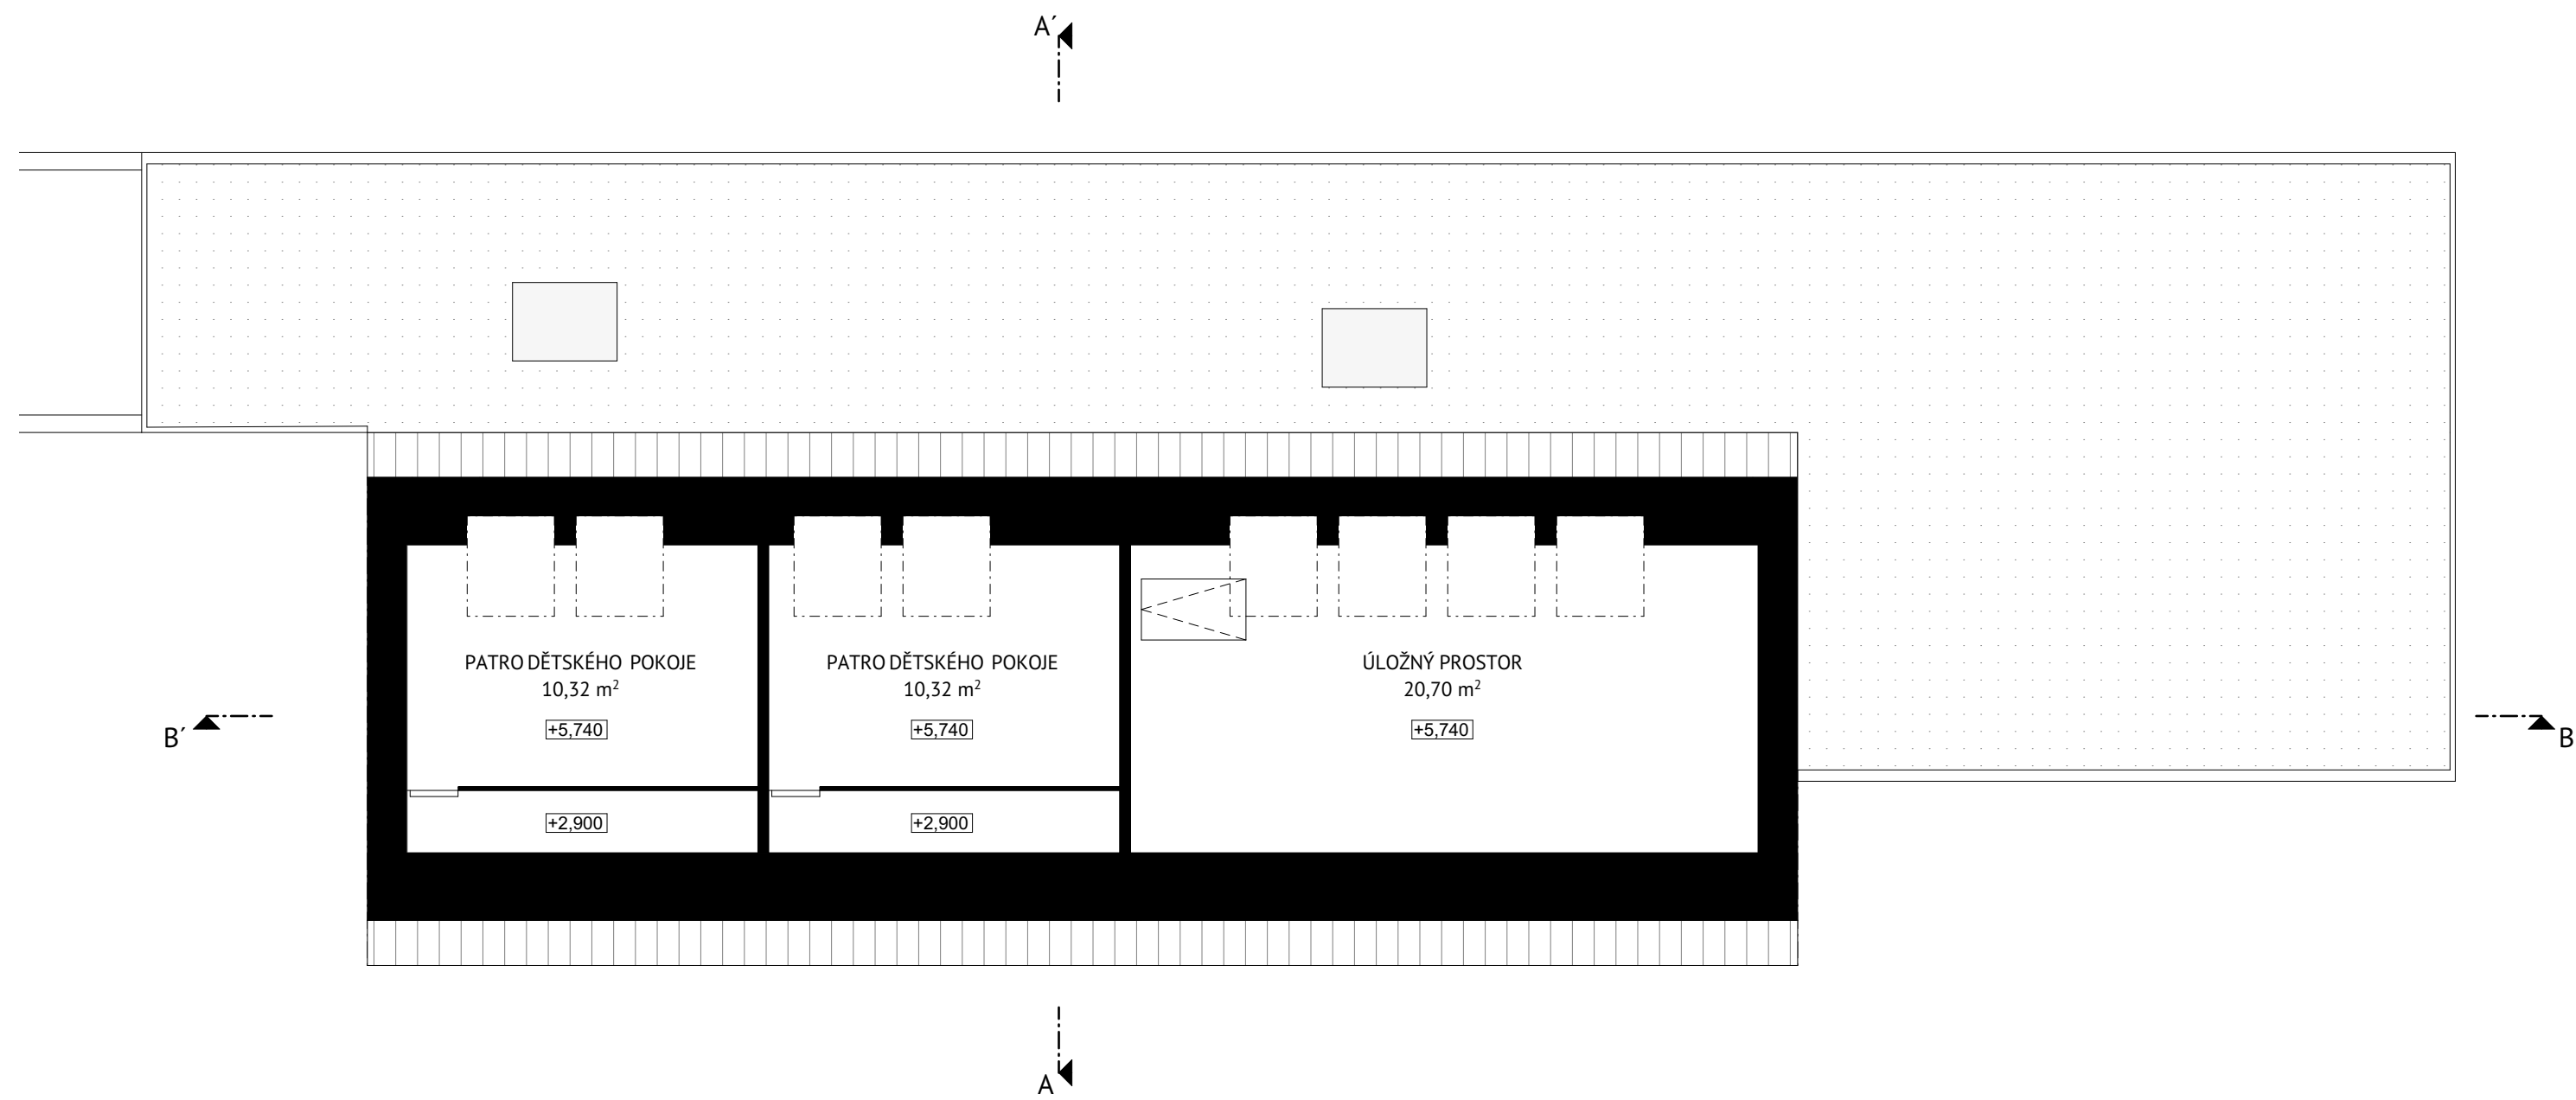 A´
PATRO DĚTSKÉHO POKOJE
10,32 m²
+5,740
+2,900
PATRO DĚTSKÉHO POKOJE
10,32 m²
+5,740
+2,900
ÚLOŽNÝ PROSTOR
20,70 m²
+5,740
B´
B
A